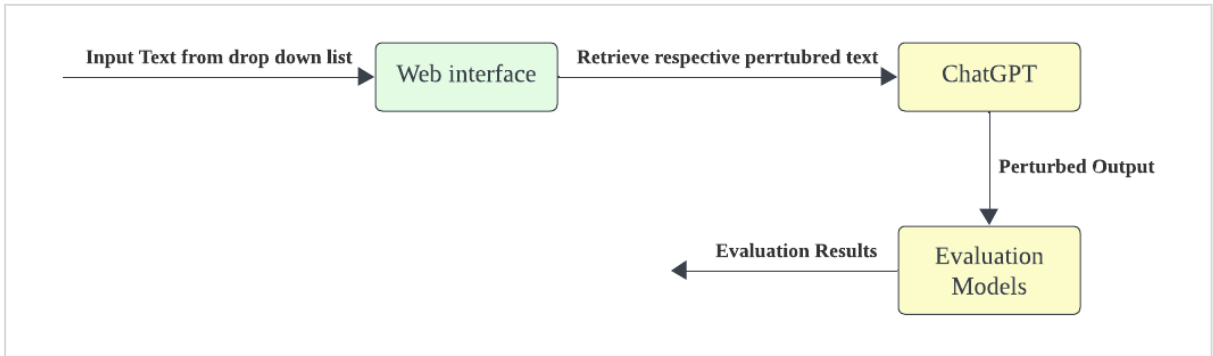 Input Text from drop down list
Web interface
Retrieve respective perrtubred text
ChatGPT
Perturbed Output
Evaluation Results
Evaluation
Models